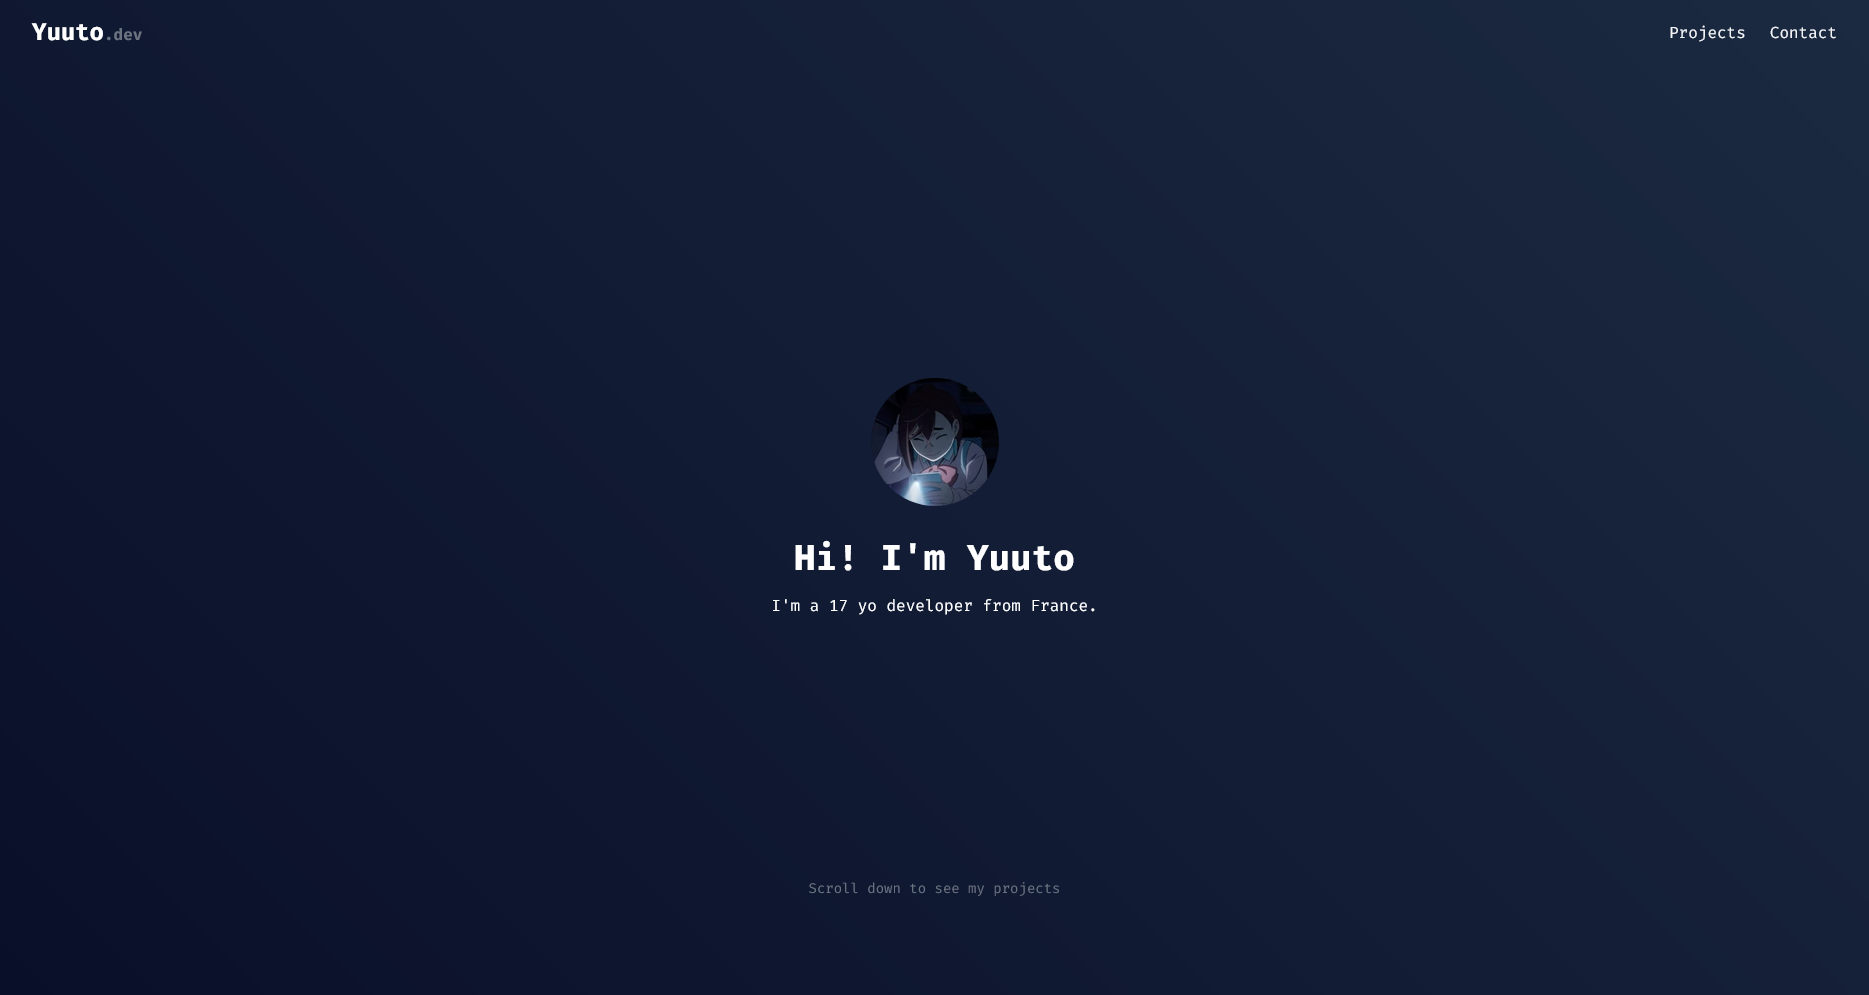 Yuuto.dev
Projects Contact
Hi! I'm Yuuto
I'm a 17 yo developer from France.
Scroll down to see my projects